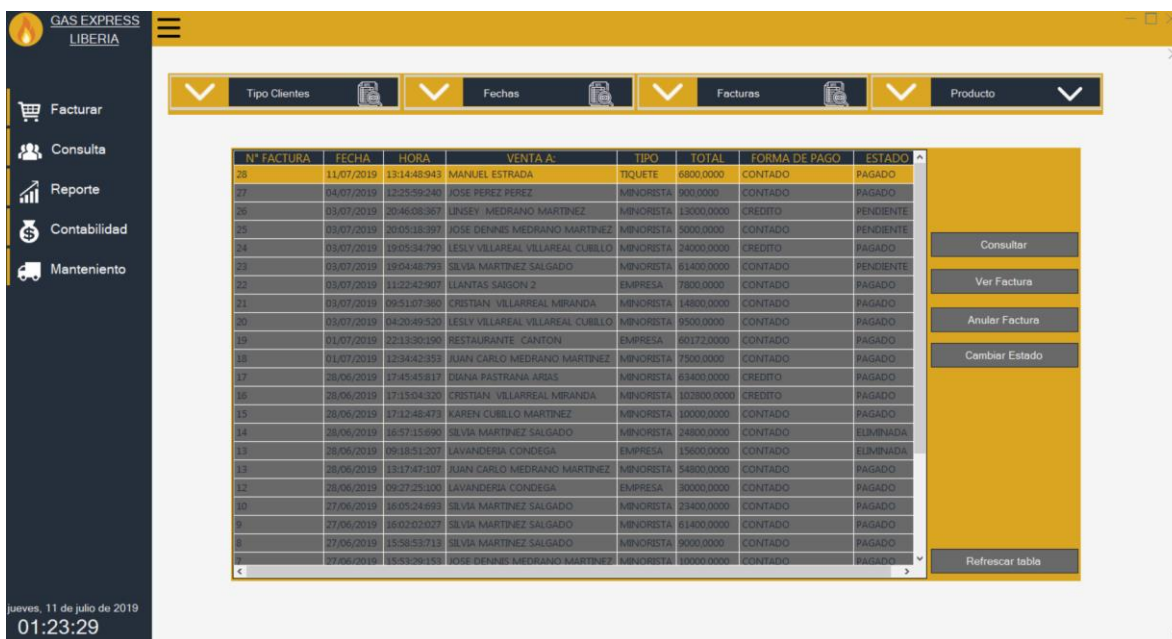 GAS EXPRESS
LIBERIA
Facturar
Consulta
Reporte
Contabilidad
Manteniento
jueves, 11 de julio de 2019
01:23:29
Tipo Clientes Fechas Facturas Producto
N° FACTURA FECHA HORA VENTA A: TIPO TOTAL FORMA DE PAGO ESTADO
28 11/07/2019 13:14:48:943 MANUEL ESTRADA TIQUETE 6800,0000 CONTADO PAGADO
27 04/07/2019 12:25:59:240 JOSE PEREZ PEREZ MINORISTA 900,0000 CONTADO PAGADO
26 03/07/2019 20:46:08:367 LINSEY MEDRANO MARTINEZ MINORISTA 13000,0000 CREDITO PENDIENTE
25 03/07/2019 20:05:18:397 JOSE DENNIS MEDRANO MARTINEZ MINORISTA 5000,0000 CONTADO PENDIENTE
24 03/07/2019 19:05:34:790 LESLY VILLAREAL VILLAREAL CUBILLO MINORISTA 24000,0000 CREDITO PAGADO
23 03/07/2019 19:04:48:793 SILVIA MARTINEZ SALGADO MINORISTA 61400,0000 CONTADO PENDIENTE
22 03/07/2019 11:22:42:907 LLANTAS SAIGON 2 EMPRESA 7800,0000 CONTADO PAGADO
21 03/07/2019 09:51:07:360 CRISTIAN VILLARREAL MIRANDA MINORISTA 14800,0000 CONTADO PAGADO
20 03/07/2019 04:20:49:520 LESLY VILLAREAL VILLAREAL CUBILLO MINORISTA 9500,0000 CONTADO PAGADO
19 01/07/2019 22:13:30:190 RESTAURANTE CANTON EMPRESA 60172,0000 CONTADO PAGADO
18 01/07/2019 12:34:42:353 JUAN CARLO MEDRANO MARTINEZ MINORISTA 7500,0000 CONTADO PAGADO
17 28/06/2019 17:45:45:817 DIANA PASTRANA ARIAS MINORISTA 63400,0000 CREDITO PAGADO
16 28/06/2019 17:15:04:320 CRISTIAN VILLARREAL MIRANDA MINORISTA 102800,0000 CREDITO PAGADO
15 28/06/2019 17:12:48:473 KAREN CUBILLO MARTINEZ MINORISTA 10000,0000 CONTADO PAGADO
14 28/06/2019 16:57:15:690 SILVIA MARTINEZ SALGADO MINORISTA 24800,0000 CONTADO ELIMINADA
13 28/06/2019 09:18:51:207 LAVANDERIA CONDEGA EMPRESA 15600,0000 CONTADO ELIMINADA
13 28/06/2019 13:17:47:107 JUAN CARLO MEDRANO MARTINEZ MINORISTA 54800,0000 CONTADO PAGADO
12 28/06/2019 09:27:25:100 LAVANDERIA CONDEGA EMPRESA 30000,0000 CONTADO PAGADO
10 27/06/2019 16:05:24:693 SILVIA MARTINEZ SALGADO MINORISTA 23400,0000 CONTADO PAGADO
9 27/06/2019 16:02:02:027 SILVIA MARTINEZ SALGADO MINORISTA 61400,0000 CONTADO PAGADO
8 27/06/2019 15:58:53:713 SILVIA MARTINEZ SALGADO MINORISTA 9000,0000 CONTADO PAGADO
7 27/06/2019 15:53:29:153 JOSE DENNIS MEDRANO MARTINEZ MINORISTA 10000,0000 CONTADO PAGADO
Consultar
Ver Factura
Anular Factura
Cambiar Estado
Refrescar tabla